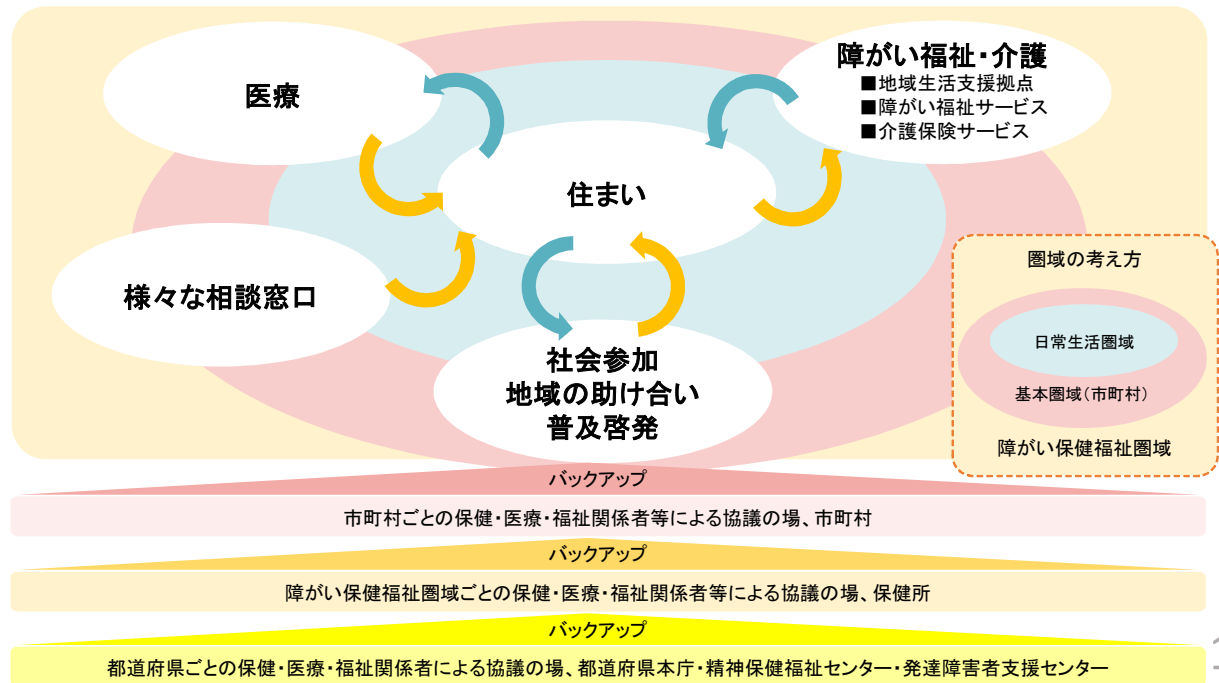 医療
障がい福祉・介護
■地域生活支援拠点
■障がい福祉サービス
■介護保険サービス
住まい
様々な相談窓口
社会参加
地域の助け合い
普及啓発
圏域の考え方
日常生活圏域
基本圏域（市町村）
障がい保健福祉圏域
バックアップ
市町村ごとの保健・医療・福祉関係者等による協議の場、市町村
バックアップ
障がい保健福祉圏域ごとの保健・医療・福祉関係者等による協議の場、保健所
バックアップ
都道府県ごとの保健・医療・福祉関係者による協議の場、都道府県本庁・精神保健福祉センター・発達障害者支援センター